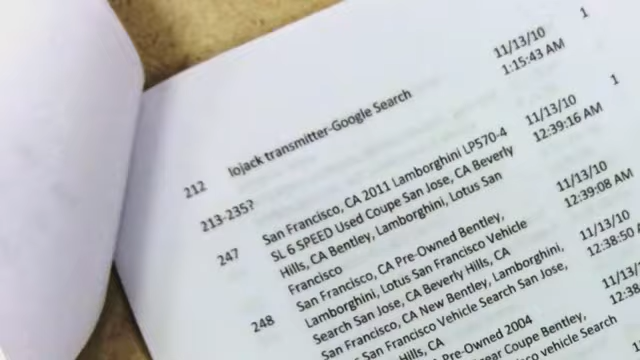 1
11/13/10
1:15:43 AM
212 lojack transmitter-Google Search
1
11/13/10
12:39:16 AM
213-235?
247 San Francisco, CA 2011 Lamborghini LP570-4
SL 6 SPEED Used Coupe San Jose, CA Beverly
Hills, CA Bentley, Lamborghini, Lotus San
Francisco
11/13/10
12:39:08 AM
248 San Francisco, CA Pre-Owned Bentley,
Lamborghini, Lotus San Francisco Vehicle
Search San Jose, CA Beverly Hills, CA
11/13/10
12:38:50
San Francisco, CA New Bentley, Lamborghini,
San Francisco Vehicle Search San Jose,
Hills, CA
11/13/
12:38
Pre-Owned 2004
Coupe Bentley,
Vehicle Search